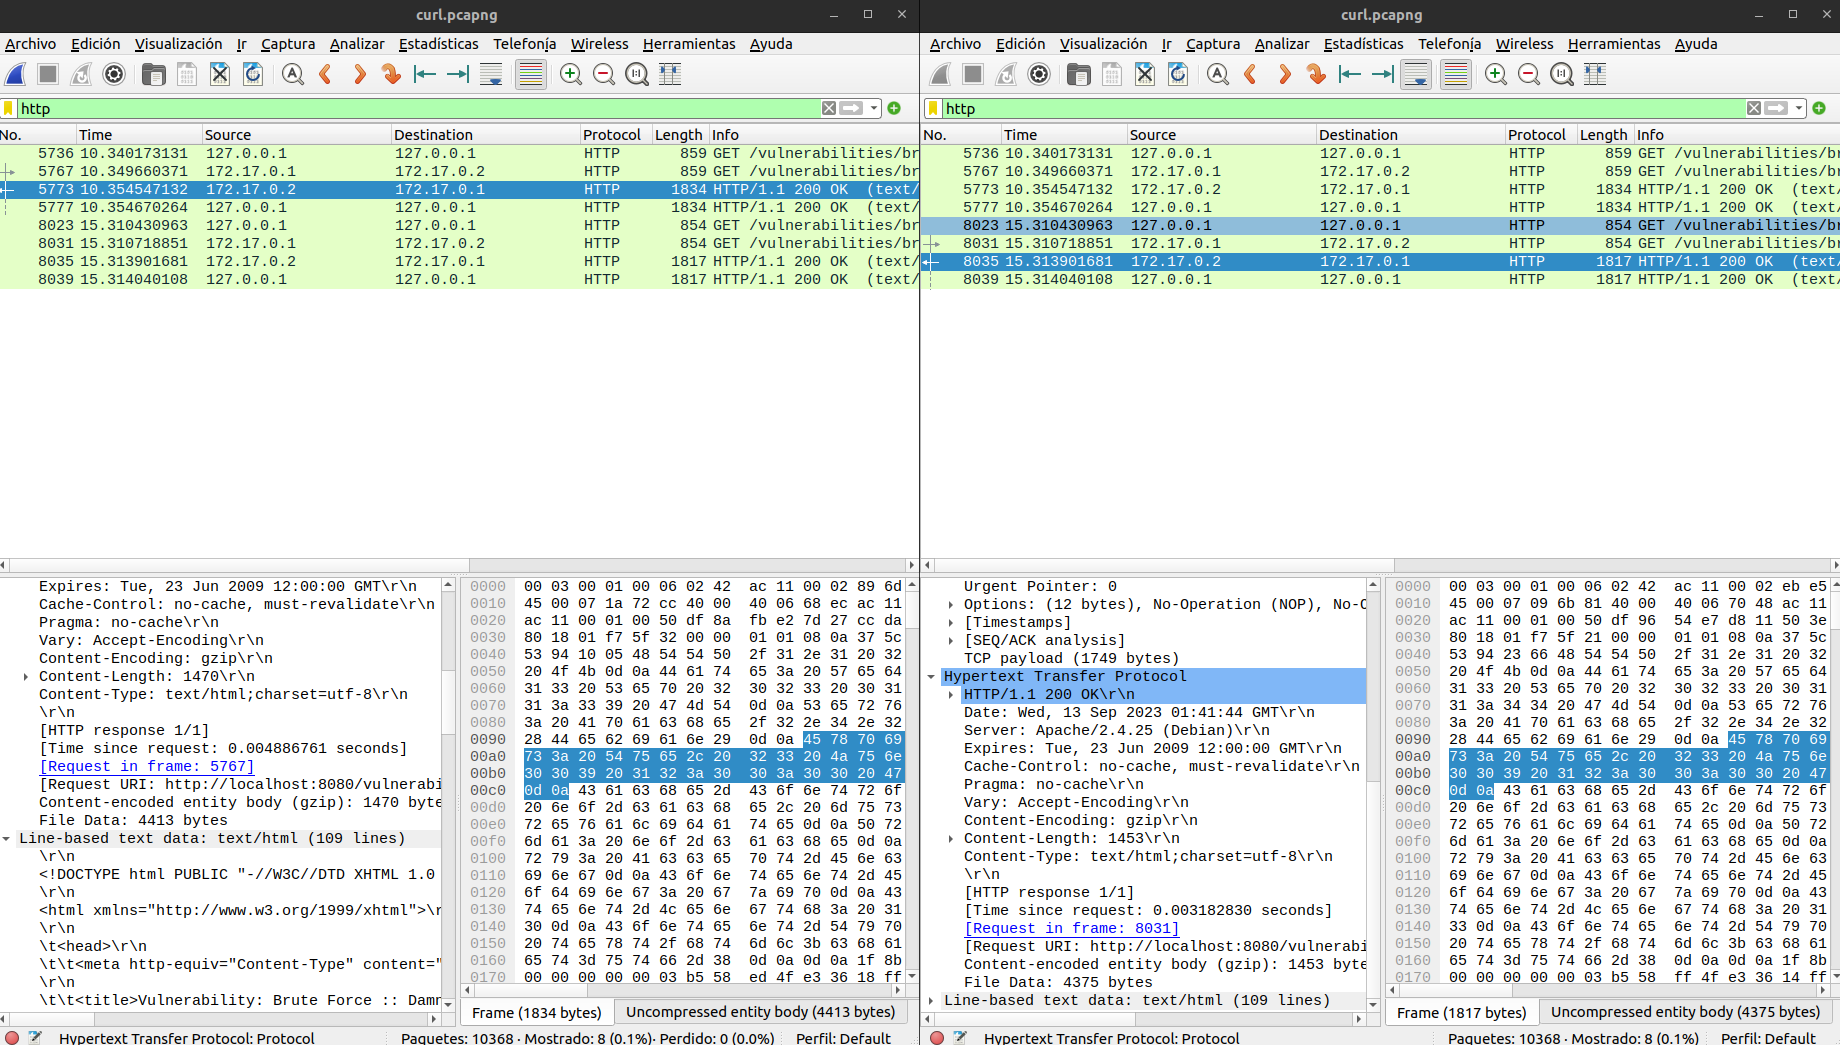 curl.pcapng
Archivo Edición Visualización Ir Captura Analizar Estadísticas Telefonía Wireless Herramientas Ayuda
http
No. Time Source Destination Protocol Length Info
5736 10.340173131 127.0.0.1 127.0.0.1 HTTP 859 GET /vulnerabilities/br
5767 10.349660371 172.17.0.1 172.17.0.2 HTTP 859 GET /vulnerabilities/br
5773 10.354547132 172.17.0.2 172.17.0.1 HTTP 1834 HTTP/1.1 200 OK (text/
5777 10.354670264 127.0.0.1 127.0.0.1 HTTP 1834 HTTP/1.1 200 OK (text/
8023 15.310430963 127.0.0.1 127.0.0.1 HTTP 854 GET /vulnerabilities/br
8031 15.310718851 172.17.0.1 172.17.0.2 HTTP 854 GET /vulnerabilities/br
8035 15.313901681 172.17.0.2 172.17.0.1 HTTP 1817 HTTP/1.1 200 OK (text/
8039 15.314040108 127.0.0.1 127.0.0.1 HTTP 1817 HTTP/1.1 200 OK (text/
Expires: Tue, 23 Jun 2009 12:00:00 GMT\r\n
Cache-Control: no-cache, must-revalidate\r\n
Pragma: no-cache\r\n
Vary: Accept-Encoding\r\n
Content-Encoding: gzip\r\n
Content-Length: 1470\r\n
Content-Type: text/html;charset=utf-8\r\n
\r\n
[HTTP response 1/1]
[Time since request: 0.004886761 seconds]
[Request in frame: 5767]
[Request URI: http://localhost:8080/vulnerabi
Content-encoded entity body (gzip): 1470 byte
File Data: 4413 bytes
Line-based text data: text/html (109 lines)
\r\n
<!DOCTYPE html PUBLIC "-//W3C//DTD XHTML 1.0
\r\n
<html xmlns="http://www.w3.org/1999/xhtml">\r
\r\n
\t<head>\r\n
\t\t<meta http-equiv="Content-Type" content="
\r\n
\t\t<title>Vulnerability: Brute Force :: Damn
0000 00 03 00 01 00 06 02 42 ac 11 00 02 89 6d
0010 45 00 07 1a 72 cc 40 00 40 06 68 ec ac 11
0020 ac 11 00 01 00 50 df 8a fb e2 7d 27 cc da
0030 80 18 01 f7 5f 32 00 00 01 01 08 0a 37 5c
0040 53 94 10 05 48 54 54 50 2f 31 2e 31 20 32
0050 20 4f 4b 0d 0a 44 61 74 65 3a 20 57 65 64
0060 31 33 20 53 65 70 20 32 30 32 33 20 30 31
0070 31 3a 33 39 20 47 4d 54 0d 0a 53 65 72 76
0080 3a 20 41 70 61 63 68 65 2f 32 2e 34 2e 32
0090 28 44 65 62 69 61 6e 29 0d 0a 45 78 70 69
00a0 73 3a 20 54 75 65 2c 20 32 33 20 4a 75 6e
00b0 30 30 39 20 31 32 3a 30 30 3a 30 30 20 47
00c0 0d 0a 43 61 63 68 65 2d 43 6f 6e 74 72 6f
00d0 20 6e 6f 2d 63 61 63 68 65 2c 20 6d 75 73
00e0 72 65 76 61 6c 69 64 61 74 65 0d 0a 50 72
00f0 6d 61 3a 20 6e 6f 2d 63 61 63 68 65 0d 0a
0100 72 79 3a 20 41 63 63 65 70 74 2d 45 6e 63
0110 69 6e 67 0d 0a 43 6f 6e 74 65 6e 74 2d 45
0120 6f 64 69 6e 67 3a 20 67 7a 69 70 0d 0a 43
0130 74 65 6e 74 2d 4c 65 6e 67 74 68 3a 20 31
0140 30 0d 0a 43 6f 6e 74 65 6e 74 2d 54 79 70
0150 20 74 65 78 74 2f 68 74 6d 6c 3b 63 68 61
0160 65 74 3d 75 74 66 2d 38 0d 0a 0d 0a 1f 8b
0170 00 00 00 00 00 03 b5 58 ed 4f e3 36 18 ff
Frame (1834 bytes) Uncompressed entity body (4413 bytes)
Hypertext Transfer Protocol: Protocol Paquetes: 10368 · Mostrado: 8 (0.1%)· Perdido: 0 (0.0%) Perfil: Default
curl.pcapng
Archivo Edición Visualización Ir Captura Analizar Estadísticas Telefonía Wireless Herramientas Ayuda
http
No. Time Source Destination Protocol Length Info
5736 10.340173131 127.0.0.1 127.0.0.1 HTTP 859 GET /vulnerabilities/br
5767 10.349660371 172.17.0.1 172.17.0.2 HTTP 859 GET /vulnerabilities/br
5773 10.354547132 172.17.0.2 172.17.0.1 HTTP 1834 HTTP/1.1 200 OK (text/
5777 10.354670264 127.0.0.1 127.0.0.1 HTTP 1834 HTTP/1.1 200 OK (text/
8023 15.310430963 127.0.0.1 127.0.0.1 HTTP 854 GET /vulnerabilities/br
8031 15.310718851 172.17.0.1 172.17.0.2 HTTP 854 GET /vulnerabilities/br
8035 15.313901681 172.17.0.2 172.17.0.1 HTTP 1817 HTTP/1.1 200 OK (text/
8039 15.314040108 127.0.0.1 127.0.0.1 HTTP 1817 HTTP/1.1 200 OK (text/
Urgent Pointer: 0
Options: (12 bytes), No-Operation (NOP), No-O
[Timestamps]
[SEQ/ACK analysis]
TCP payload (1749 bytes)
Hypertext Transfer Protocol
HTTP/1.1 200 OK\r\n
Date: Wed, 13 Sep 2023 01:41:44 GMT\r\n
Server: Apache/2.4.25 (Debian)\r\n
Expires: Tue, 23 Jun 2009 12:00:00 GMT\r\n
Cache-Control: no-cache, must-revalidate\r\n
Pragma: no-cache\r\n
Vary: Accept-Encoding\r\n
Content-Encoding: gzip\r\n
Content-Length: 1453\r\n
Content-Type: text/html;charset=utf-8\r\n
\r\n
[HTTP response 1/1]
[Time since request: 0.003182830 seconds]
[Request in frame: 8031]
[Request URI: http://localhost:8080/vulnerabi
Content-encoded entity body (gzip): 1453 byte
File Data: 4375 bytes
Line-based text data: text/html (109 lines)
0000 00 03 00 01 00 06 02 42 ac 11 00 02 eb e5
0010 45 00 07 09 6b 81 40 00 40 06 70 48 ac 11
0020 ac 11 00 01 00 50 df 96 54 e7 d8 11 50 3e
0030 80 18 01 f7 5f 21 00 00 01 01 08 0a 37 5c
0040 53 94 23 66 48 54 54 50 2f 31 2e 31 20 32
0050 20 4f 4b 0d 0a 44 61 74 65 3a 20 57 65 64
0060 31 33 20 53 65 70 20 32 30 32 33 20 30 31
0070 31 3a 34 34 20 47 4d 54 0d 0a 53 65 72 76
0080 3a 20 41 70 61 63 68 65 2f 32 2e 34 2e 32
0090 28 44 65 62 69 61 6e 29 0d 0a 45 78 70 69
00a0 73 3a 20 54 75 65 2c 20 32 33 20 4a 75 6e
00b0 30 30 39 20 31 32 3a 30 30 3a 30 30 20 47
00c0 0d 0a 43 61 63 68 65 2d 43 6f 6e 74 72 6f
00d0 20 6e 6f 2d 63 61 63 68 65 2c 20 6d 75 73
00e0 72 65 76 61 6c 69 64 61 74 65 0d 0a 50 72
00f0 6d 61 3a 20 6e 6f 2d 63 61 63 68 65 0d 0a
0100 72 79 3a 20 41 63 63 65 70 74 2d 45 6e 63
0110 69 6e 67 0d 0a 43 6f 6e 74 65 6e 74 2d 45
0120 6f 64 69 6e 67 3a 20 67 7a 69 70 0d 0a 43
0130 74 65 6e 74 2d 4c 65 6e 67 74 68 3a 20 31
0140 33 0d 0a 43 6f 6e 74 65 6e 74 2d 54 79 70
0150 20 74 65 78 74 2f 68 74 6d 6c 3b 63 68 61
0160 65 74 3d 75 74 66 2d 38 0d 0a 0d 0a 1f 8b
0170 00 00 00 00 00 03 b5 58 ff 4f e3 36 14 ff
Frame (1817 bytes) Uncompressed entity body (4375 bytes)
Hypertext Transfer Protocol: Protocol Paquetes: 10368 · Mostrado: 8 (0.1%) Perfil: Default